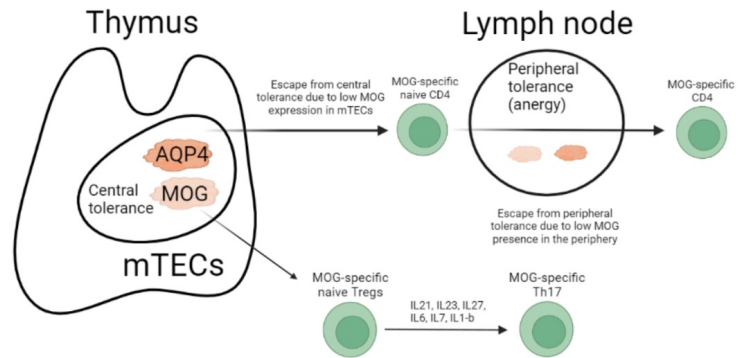 Thymus
Lymph node
AQP4
MOG
Central
tolerance
mTECs
Escape from central
tolerance due to low MOG
expression in mTECs
MOG-specific
naive CD4
Peripheral
tolerance
(anergy)
MOG-specific
CD4
Escape from peripheral
tolerance due to low MOG
presence in the periphery
MOG-specific
naive Tregs
IL21, IL23, IL27,
IL6, IL7, IL1-b
MOG-specific
Th17